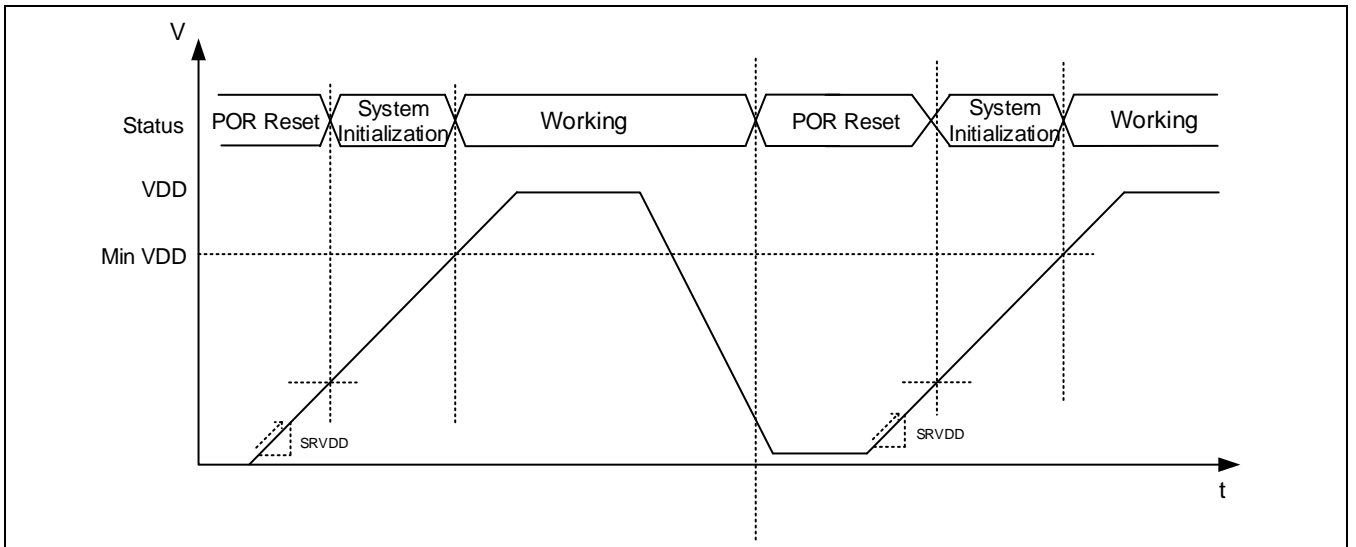 V
Status
POR Reset
System
Initialization
Working
POR Reset
System
Initialization
Working
VDD
Min VDD
SRVDD
SRVDD
t